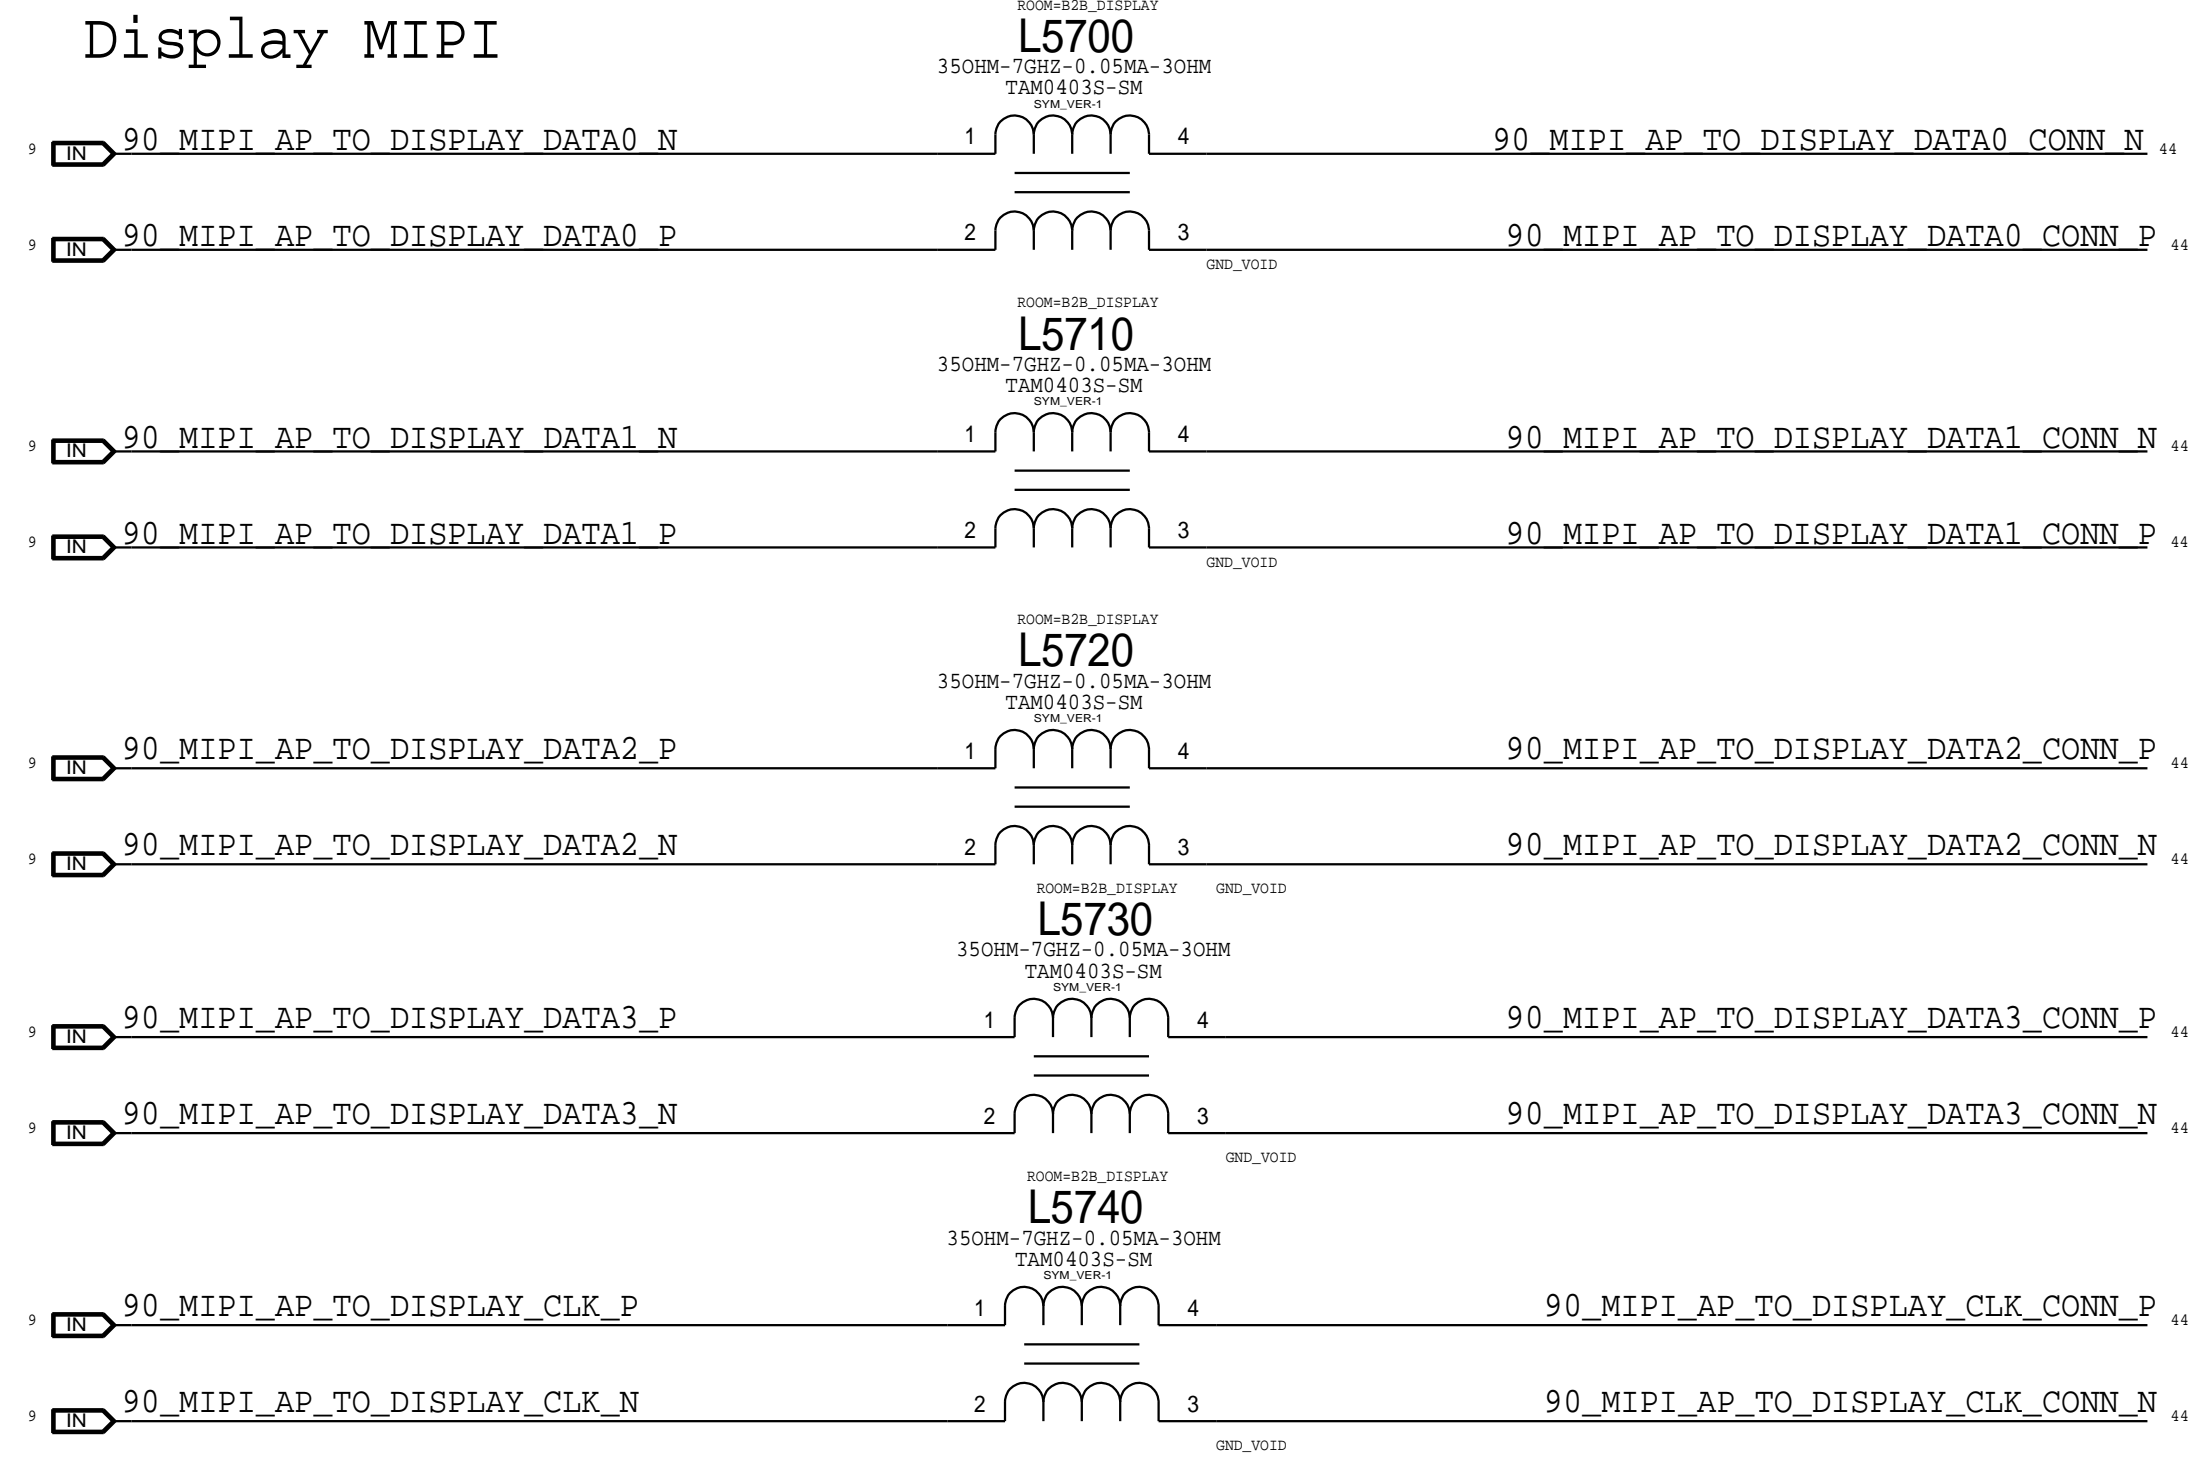 Display MIPI
ROOM=B2B_DISPLAY
L5700
35OHM-7GHZ-0.05MA-3OHM
TAM0403S-SM
SYM_VER-1
9 IN 90_MIPI_AP_TO_DISPLAY_DATA0_N 1 4 90_MIPI_AP_TO_DISPLAY_DATA0_CONN_N 44
9 IN 90_MIPI_AP_TO_DISPLAY_DATA0_P 2 3 90_MIPI_AP_TO_DISPLAY_DATA0_CONN_P 44
GND_VOID
ROOM=B2B_DISPLAY
L5710
35OHM-7GHZ-0.05MA-3OHM
TAM0403S-SM
SYM_VER-1
9 IN 90_MIPI_AP_TO_DISPLAY_DATA1_N 1 4 90_MIPI_AP_TO_DISPLAY_DATA1_CONN_N 44
9 IN 90_MIPI_AP_TO_DISPLAY_DATA1_P 2 3 90_MIPI_AP_TO_DISPLAY_DATA1_CONN_P 44
GND_VOID
ROOM=B2B_DISPLAY
L5720
35OHM-7GHZ-0.05MA-3OHM
TAM0403S-SM
SYM_VER-1
9 IN 90_MIPI_AP_TO_DISPLAY_DATA2_P 1 4 90_MIPI_AP_TO_DISPLAY_DATA2_CONN_P 44
9 IN 90_MIPI_AP_TO_DISPLAY_DATA2_N 2 3 90_MIPI_AP_TO_DISPLAY_DATA2_CONN_N 44
ROOM=B2B_DISPLAY GND_VOID
L5730
35OHM-7GHZ-0.05MA-3OHM
TAM0403S-SM
SYM_VER-1
9 IN 90_MIPI_AP_TO_DISPLAY_DATA3_P 1 4 90_MIPI_AP_TO_DISPLAY_DATA3_CONN_P 44
9 IN 90_MIPI_AP_TO_DISPLAY_DATA3_N 2 3 90_MIPI_AP_TO_DISPLAY_DATA3_CONN_N 44
GND_VOID
ROOM=B2B_DISPLAY
L5740
35OHM-7GHZ-0.05MA-3OHM
TAM0403S-SM
SYM_VER-1
9 IN 90_MIPI_AP_TO_DISPLAY_CLK_P 1 4 90_MIPI_AP_TO_DISPLAY_CLK_CONN_P 44
9 IN 90_MIPI_AP_TO_DISPLAY_CLK_N 2 3 90_MIPI_AP_TO_DISPLAY_CLK_CONN_N 44
GND_VOID